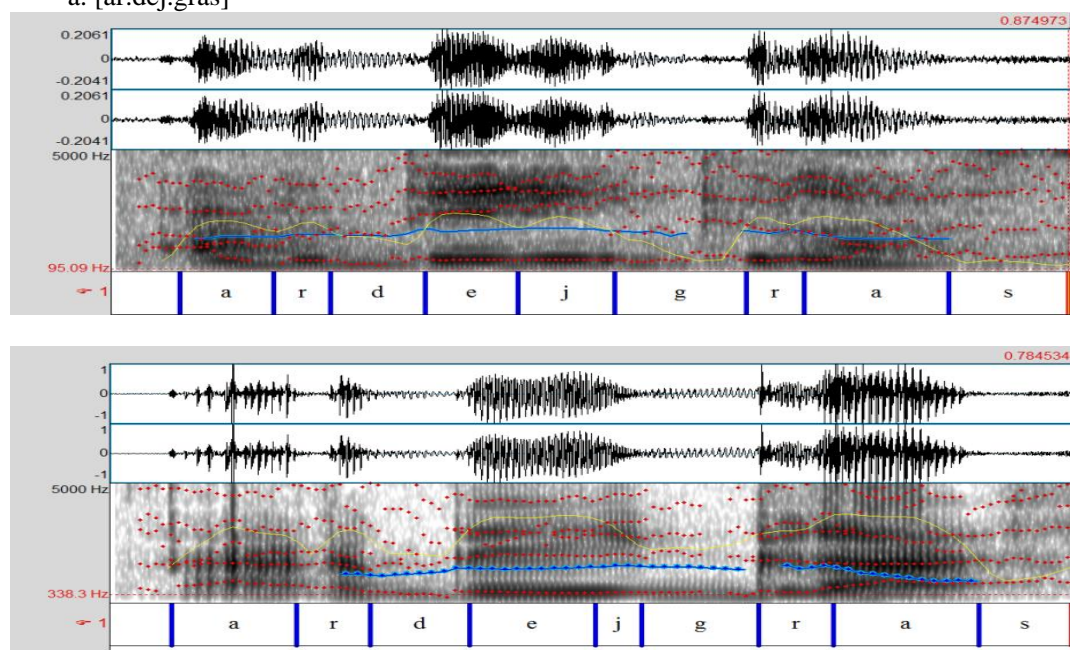 a. [ar.dej.gras]
0.874973
0.2061
0
-0.2041
0.2061
0
-0.2041
5000 Hz
95.09 Hz
☞ 1
a r d e j g r a s
0.784534
1
0
-1
1
0
-1
5000 Hz
338.3 Hz
☞ 1
a r d e j g r a s